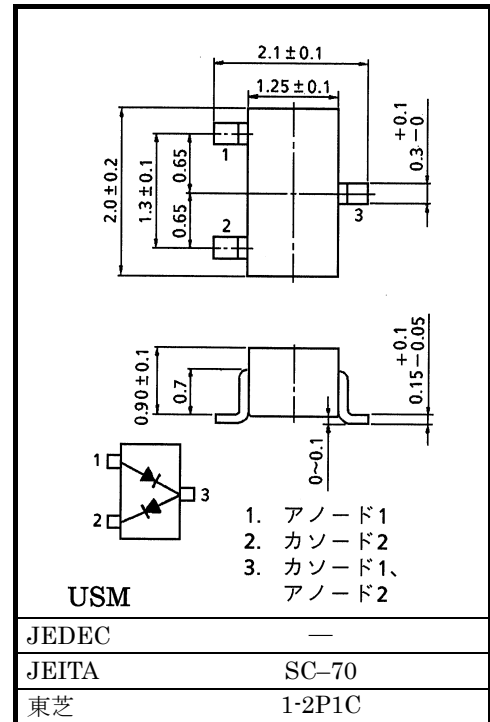 2.1±0.1
1.25±0.1
+0.1
0.3−0
2.0±0.2
1.3±0.1
0.65
0.65
1
2
3
0.90±0.1
0.7
+0.1
0.15−0.05
0~0.1
1
2
3
1. アノード1
2. カソード2
3. カソード1、
アノード2
USM
JEDEC —
JEITA SC–70
東芝 1-2P1C